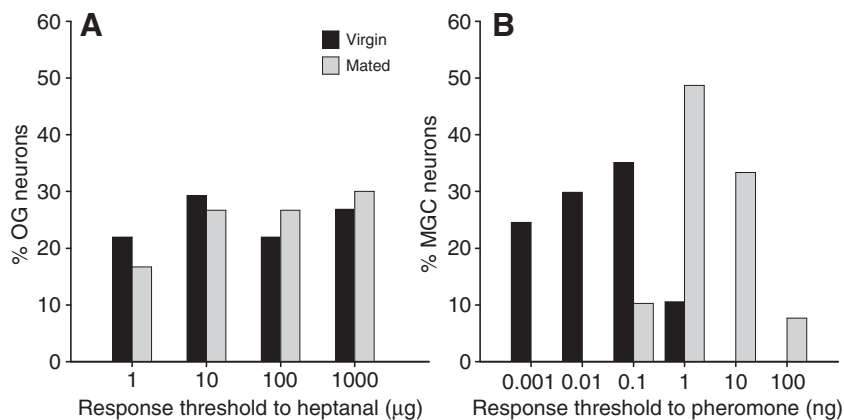 A
60
50
40
30
20
10
0
% OG neurons
Virgin
Mated
1 10 100 1000
Response threshold to heptanal (μg)
B
60
50
40
30
20
10
0
% MGC neurons
0.001 0.01 0.1 1 10 100
Response threshold to pheromone (ng)